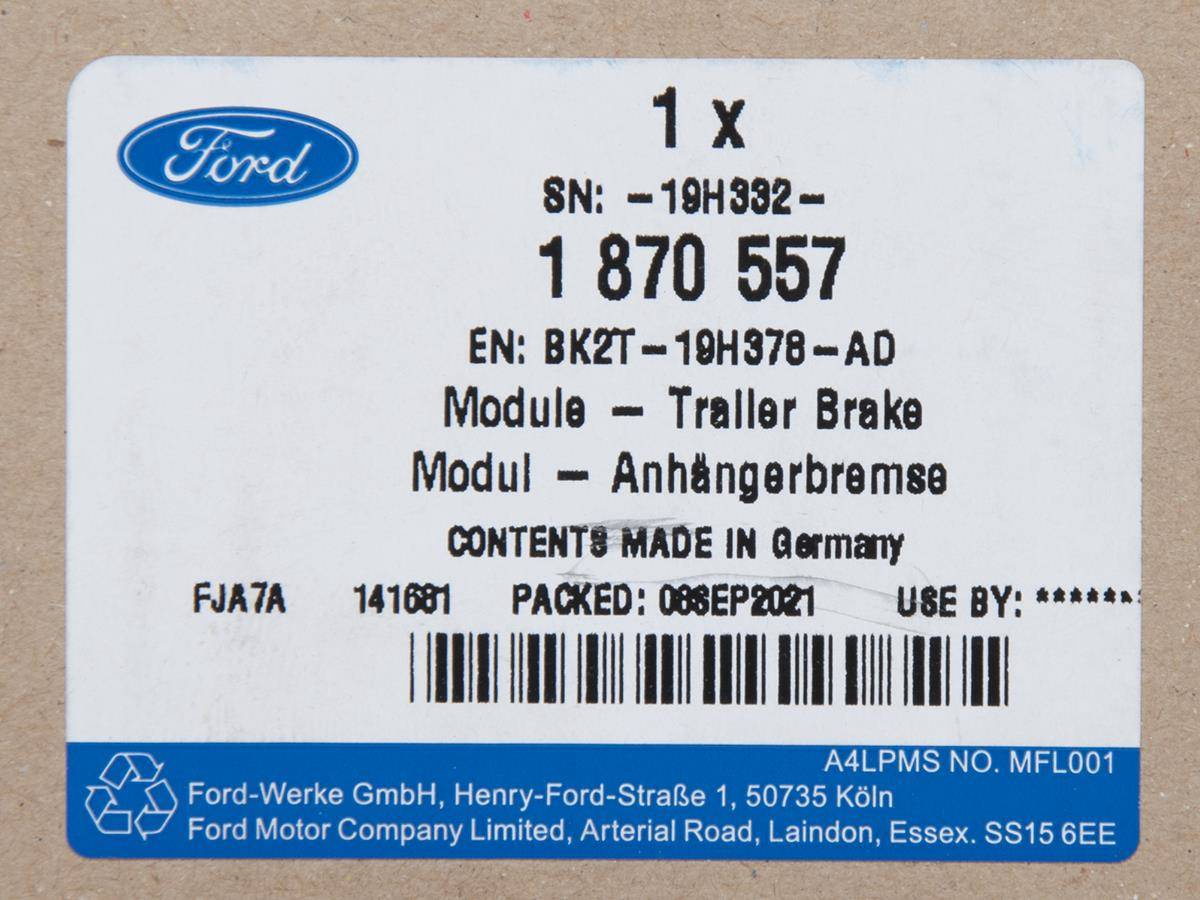 Ford
1 x
SN: -19H332-
1 870 557
EN: BK2T-19H378-AD
Module - Trailer Brake
Modul - Anhängerbremse
CONTENTS MADE IN Germany
FJA7A 141681 PACKED: 08SEP2021 USE BY: ******
A4LPMS NO. MFL001
Ford-Werke GmbH, Henry-Ford-Straße 1, 50735 Köln
Ford Motor Company Limited, Arterial Road, Laindon, Essex. SS15 6EE